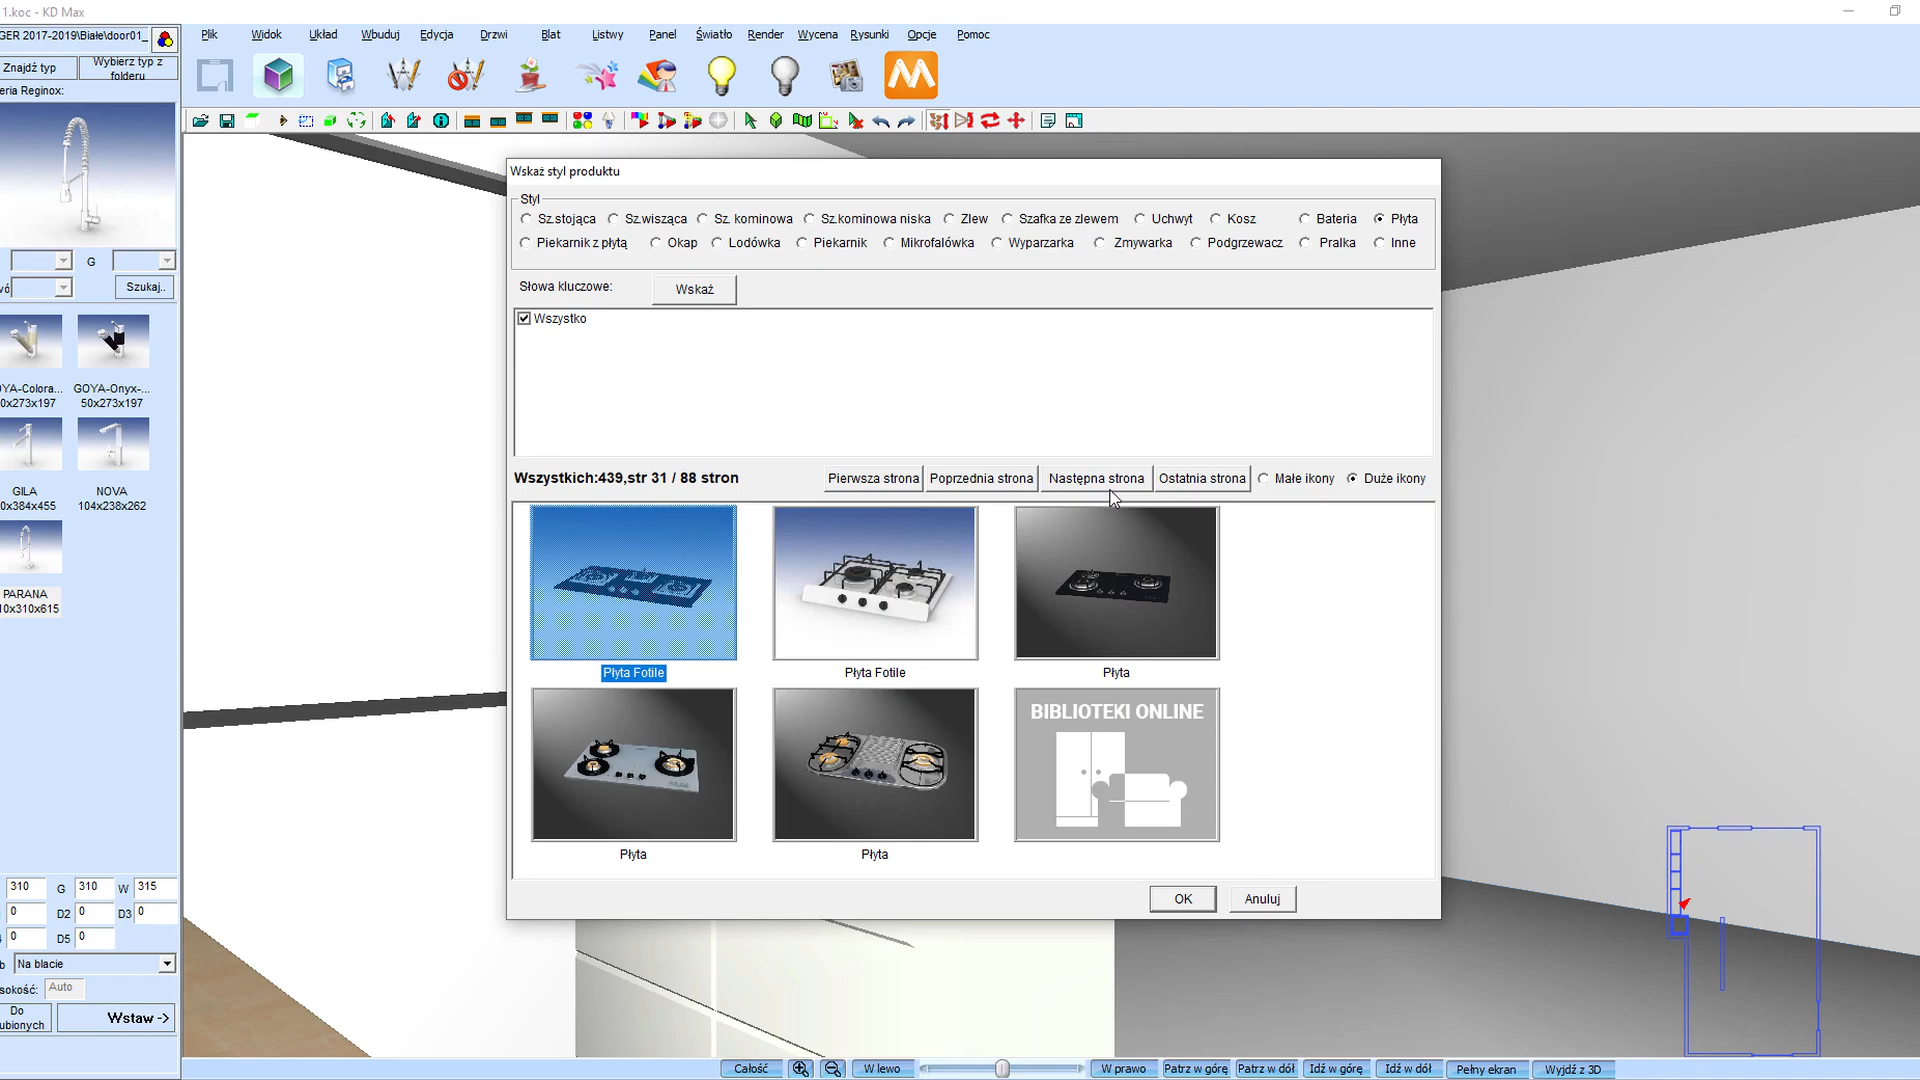 1.koc - KD Max
GER 2017-2019\Białe\door01_
Plik Widok Układ Wbuduj Edycja Drzwi Blat Listwy Panel Światło Render Wycena Rysunki Opcje Pomoc
Znajdź typ
Wybierz typ z folderu
eria Reginox:
G
Szukaj..
OYA-Colora...
0x273x197
GOYA-Onyx-...
50x273x197
GILA
0x384x455
NOVA
104x238x262
PARANA
10x310x615
310 G 310 W 315
0 D2 0 D3 0
0 D5 0
Na blacie
sokość: Auto
Do
ubionych
Wstaw ->
Wskaż styl produktu
Styl
Sz.stojąca Sz.wisząca Sz. kominowa Sz.kominowa niska Zlew Szafka ze zlewem Uchwyt Kosz Bateria Płyta
Piekarnik z płytą Okap Lodówka Piekarnik Mikrofalówka Wyparzarka Zmywarka Podgrzewacz Pralka Inne
Słowa kluczowe: Wskaż
Wszystko
Wszystkich:439,str 31 / 88 stron
Pierwsza strona Poprzednia strona Następna strona Ostatnia strona Małe ikony Duże ikony
Płyta Fotile
Płyta Fotile
Płyta
BIBLIOTEKI ONLINE
Płyta
Płyta
OK Anuluj
Całość W lewo W prawo Patrz w górę Patrz w dół Idź w górę Idź w dół Pełny ekran Wyjdź z 3D